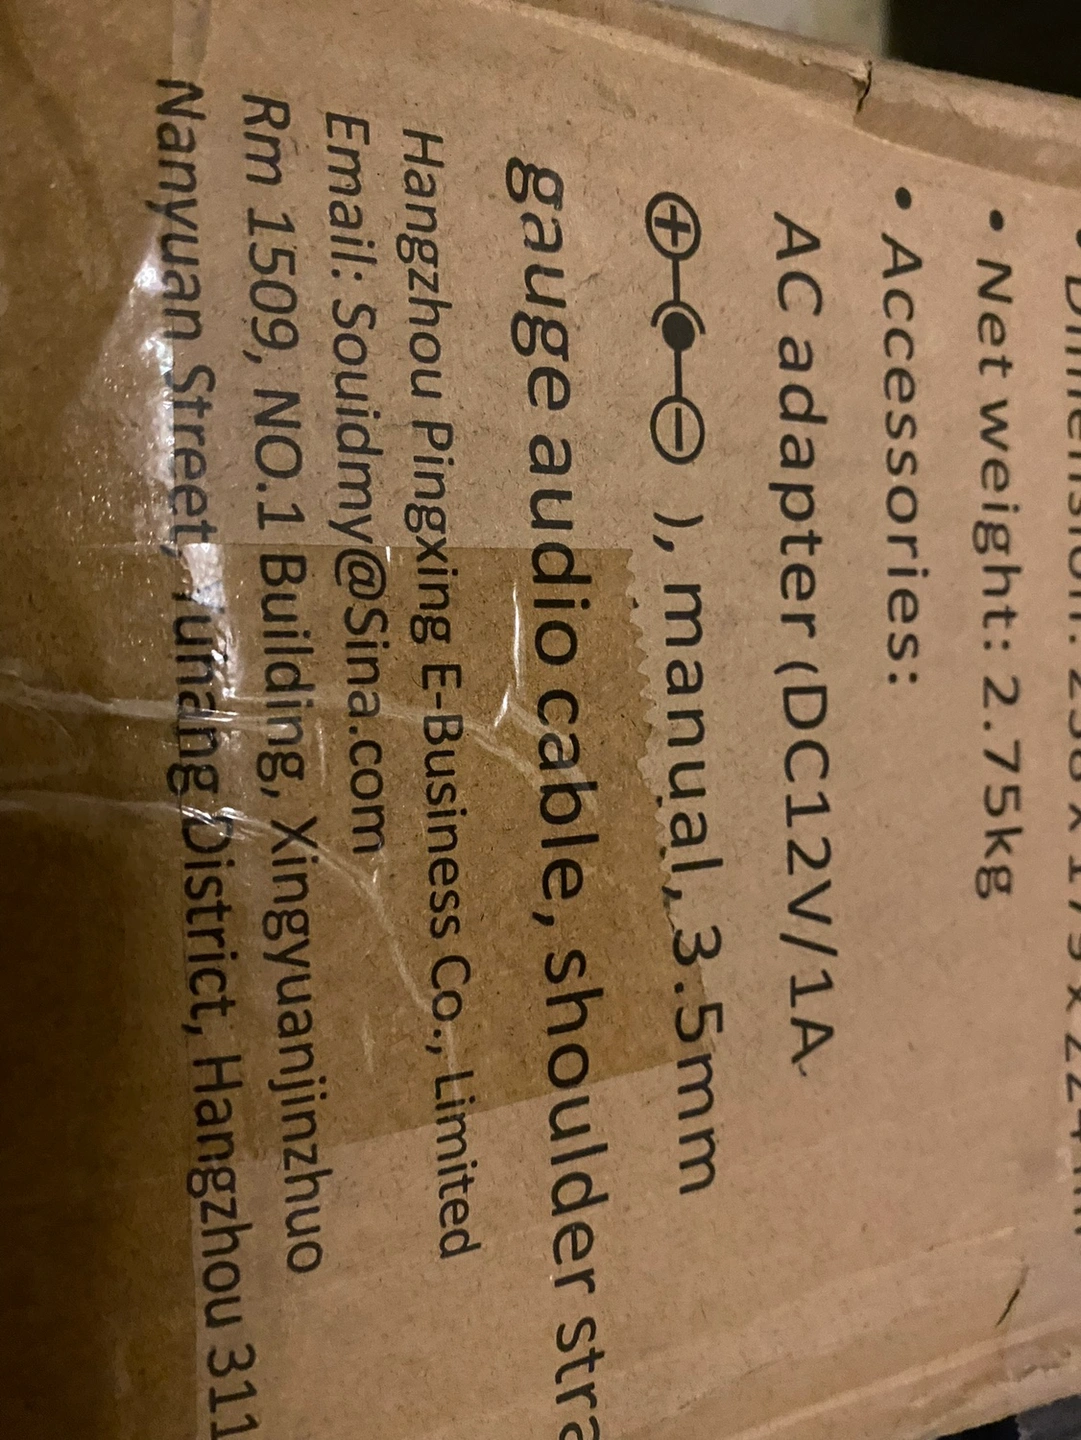 • Net weight: 2.75kg
• Accessories:
AC adapter (DC12V/1A
), manual, 3.5mm
gauge audio cable, shoulder stra
Hangzhou Pingxing E-Business Co., Limited
Email: Souidmy@Sina.com
Rm 1509, NO.1 Building, Xingyuanjinzhuo
Nanyuan Street, District, Hangzhou 311